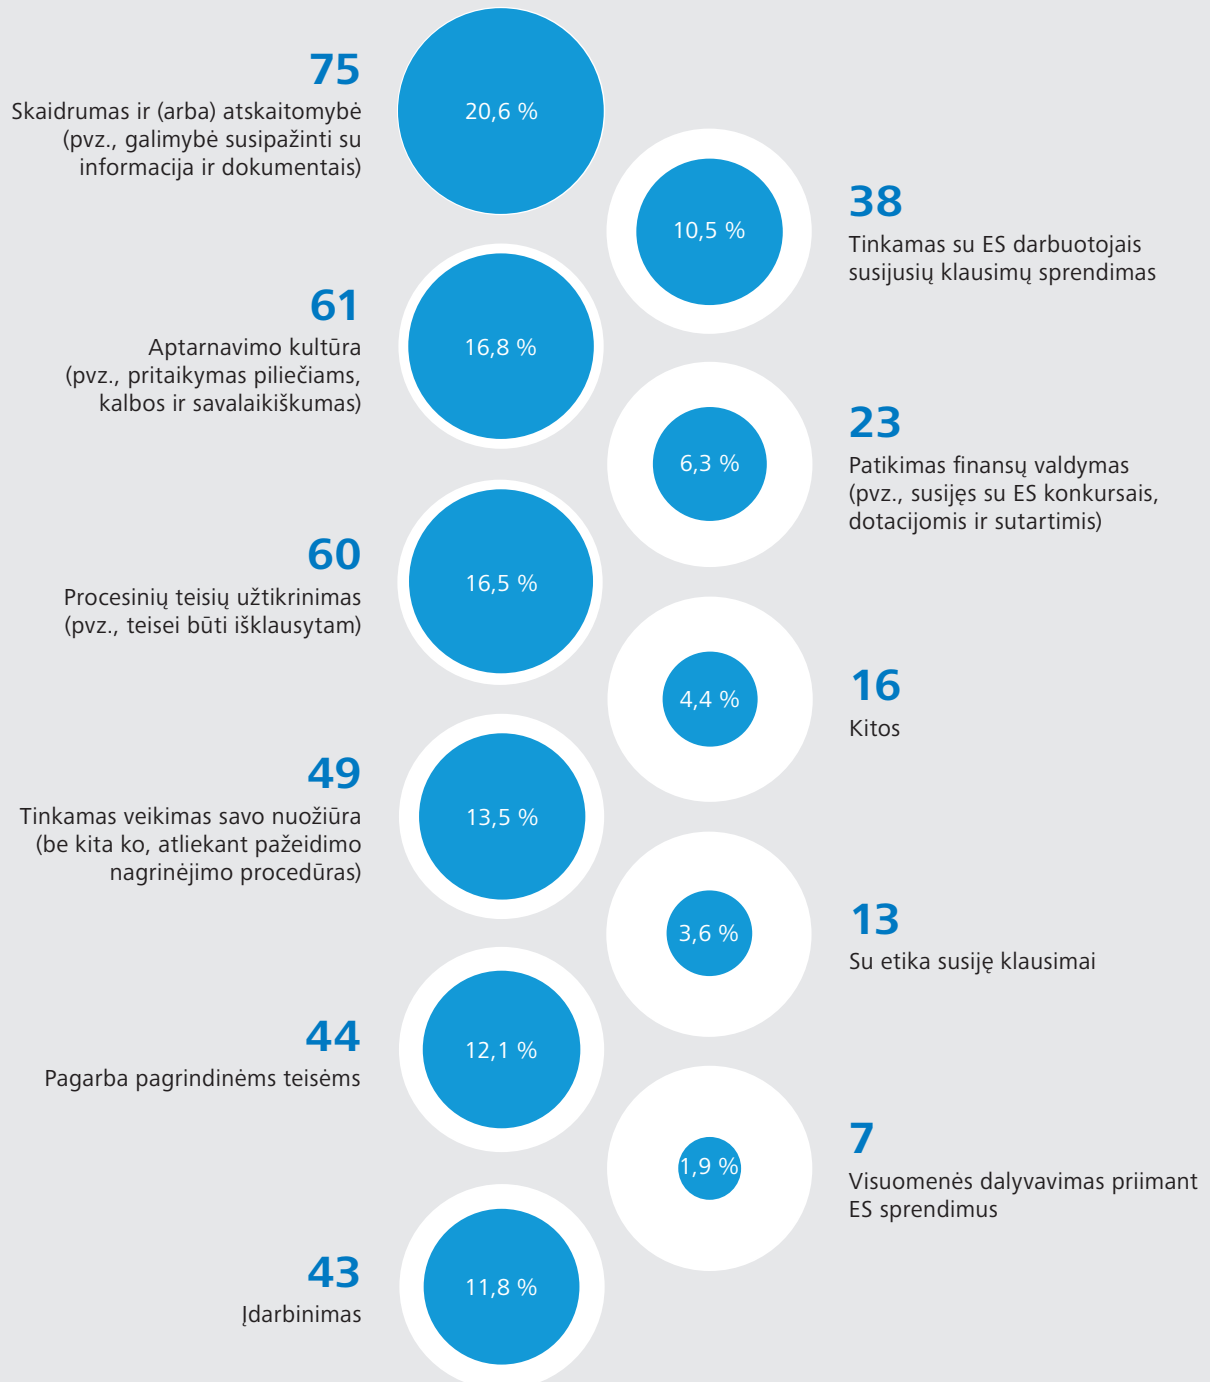 75
Skaidrumas ir (arba) atskaitomybė
(pvz., galimybė susipažinti su
informacija ir dokumentais)
20,6 %
38
Tinkamas su ES darbuotojais
susijusių klausimų sprendimas
10,5 %
61
Aptarnavimo kultūra
(pvz., pritaikymas piliečiams,
kalbos ir savalaikiškumas)
16,8 %
23
Patikimas finansų valdymas
(pvz., susijęs su ES konkursais,
dotacijomis ir sutartimis)
6,3 %
60
Procesinių teisių užtikrinimas
(pvz., teisei būti išklausytam)
16,5 %
16
Kitos
4,4 %
49
Tinkamas veikimas savo nuožiūra
(be kita ko, atliekant pažeidimo
nagrinėjimo procedūras)
13,5 %
13
Su etika susiję klausimai
3,6 %
44
Pagarba pagrindinėms teisėms
12,1 %
7
Visuomenės dalyvavimas priimant
ES sprendimus
1,9 %
43
Įdarbinimas
11,8 %